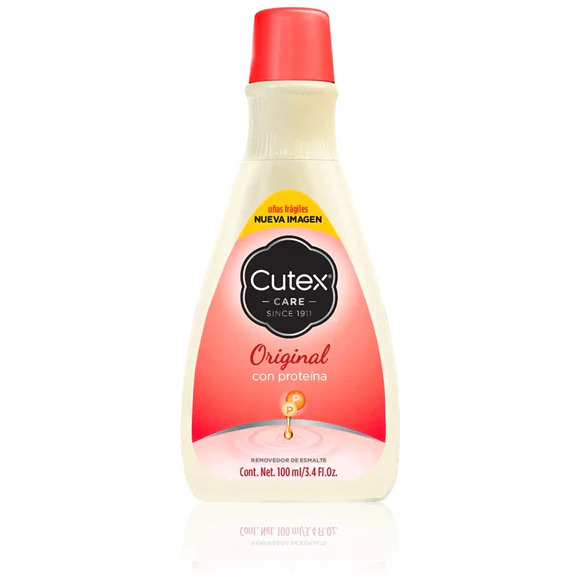 uñas frágiles
NUEVA IMAGEN
Cutex®
CARE
SINCE 1911
Original
con proteína
P
P
REMOVEDOR DE ESMALTE
Cont. Net. 100 ml/3.4 Fl.Oz.